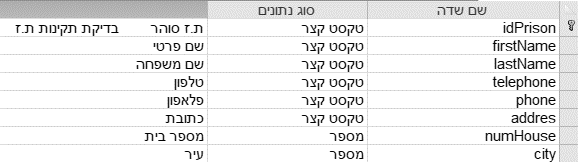 שם שדה סוג נתונים
idPrison טקסט קצר ת.ז סוהר בדיקת תקינות ת.ז
firstName טקסט קצר שם פרטי
lastName טקסט קצר שם משפחה
telephone טקסט קצר טלפון
phone טקסט קצר פלאפון
addres טקסט קצר כתובת
numHouse מספר מספר בית
city מספר עיר